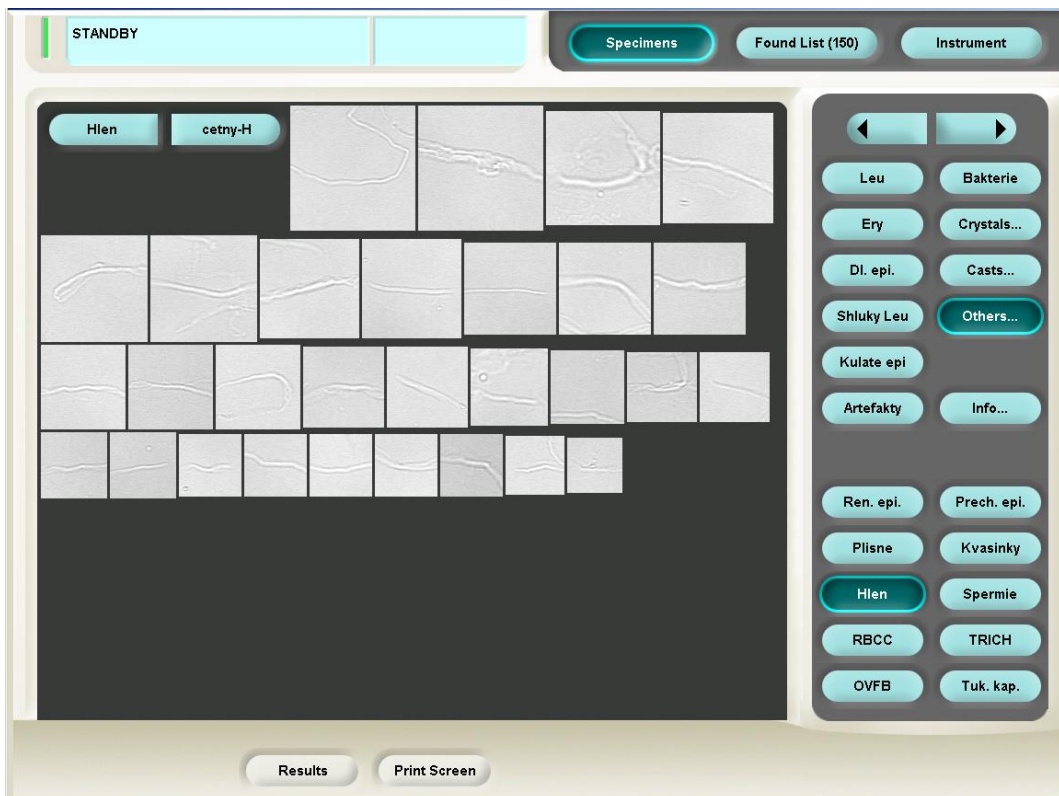 STANDBY
Specimens
Found List (150)
Instrument
Hlen
cetny-H
Leu
Bakterie
Ery
Crystals...
Dl. epi.
Casts...
Shluky Leu
Others...
Kulate epi
Artefakty
Info...
Ren. epi.
Prech. epi.
Plisne
Kvasinky
Hlen
Spermie
RBCC
TRICH
OVFB
Tuk. kap.
Results
Print Screen